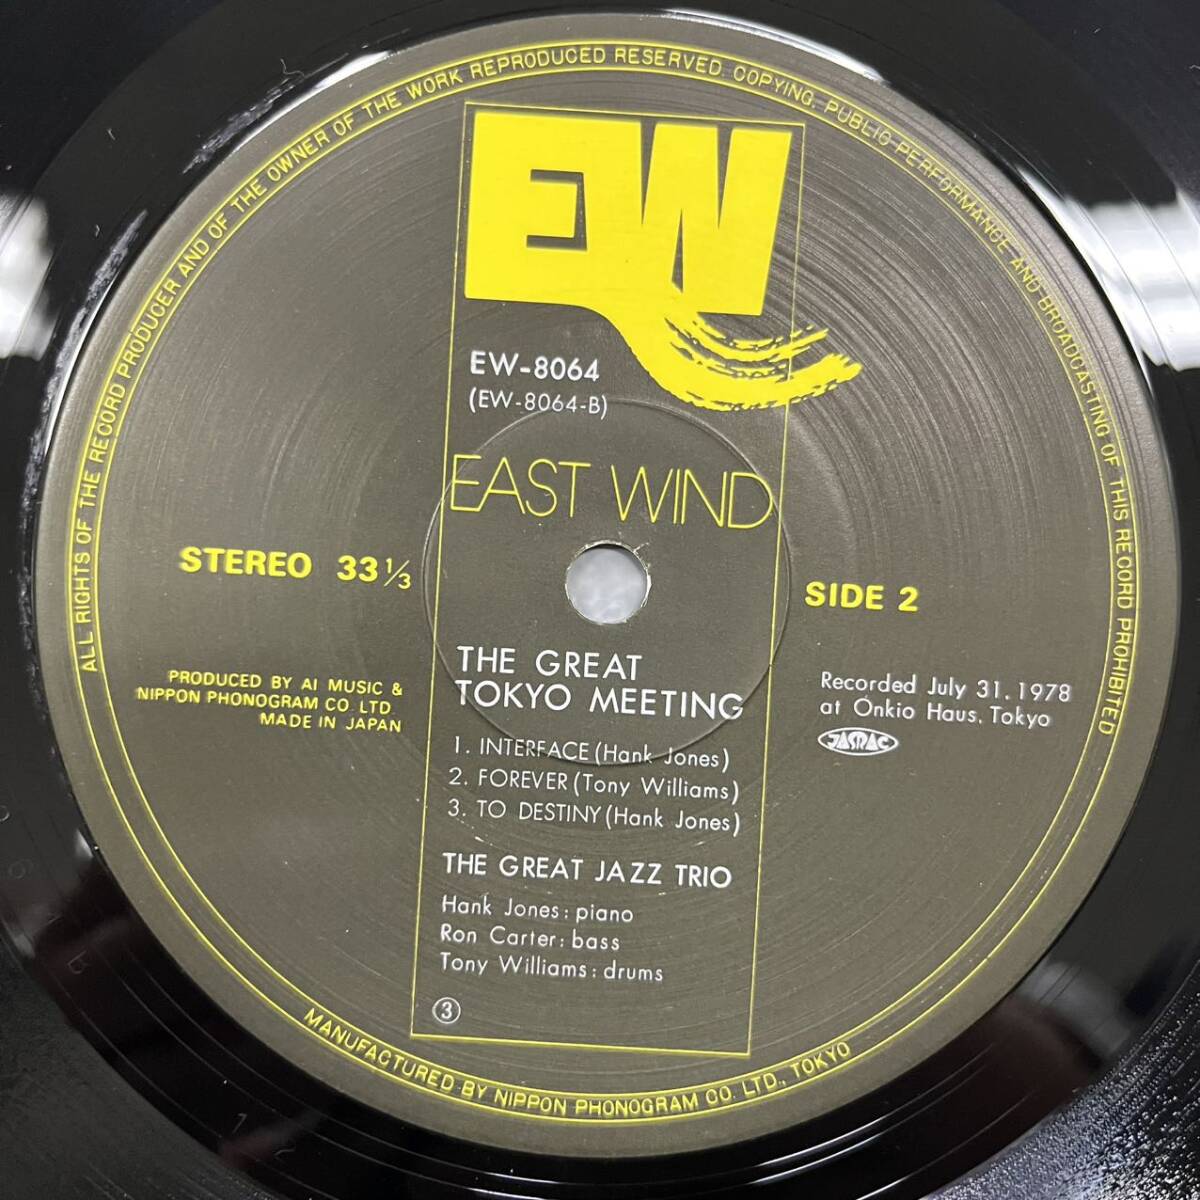 ALL RIGHTS OF THE RECORD PRODUCER AND OF THE OWNER OF THE WORK REPRODUCED RESERVED. COPYING, PUBLIC PERFORMANCE AND BROADCASTING OF THIS RECORD PROHIBITED
EW
EW-8064
(EW-8064-B)
EAST WIND
STEREO 33 1/3
SIDE 2
PRODUCED BY AI MUSIC &
NIPPON PHONOGRAM CO. LTD.
MADE IN JAPAN
THE GREAT
TOKYO MEETING
Recorded July 31. 1978
at Onkio Haus, Tokyo
JASRAC
1. INTERFACE (Hank Jones)
2. FOREVER (Tony Williams)
3. TO DESTINY (Hank Jones)
THE GREAT JAZZ TRIO
Hank Jones: piano
Ron Carter: bass
Tony Williams: drums
③
MANUFACTURED BY NIPPON PHONOGRAM CO. LTD., TOKYO